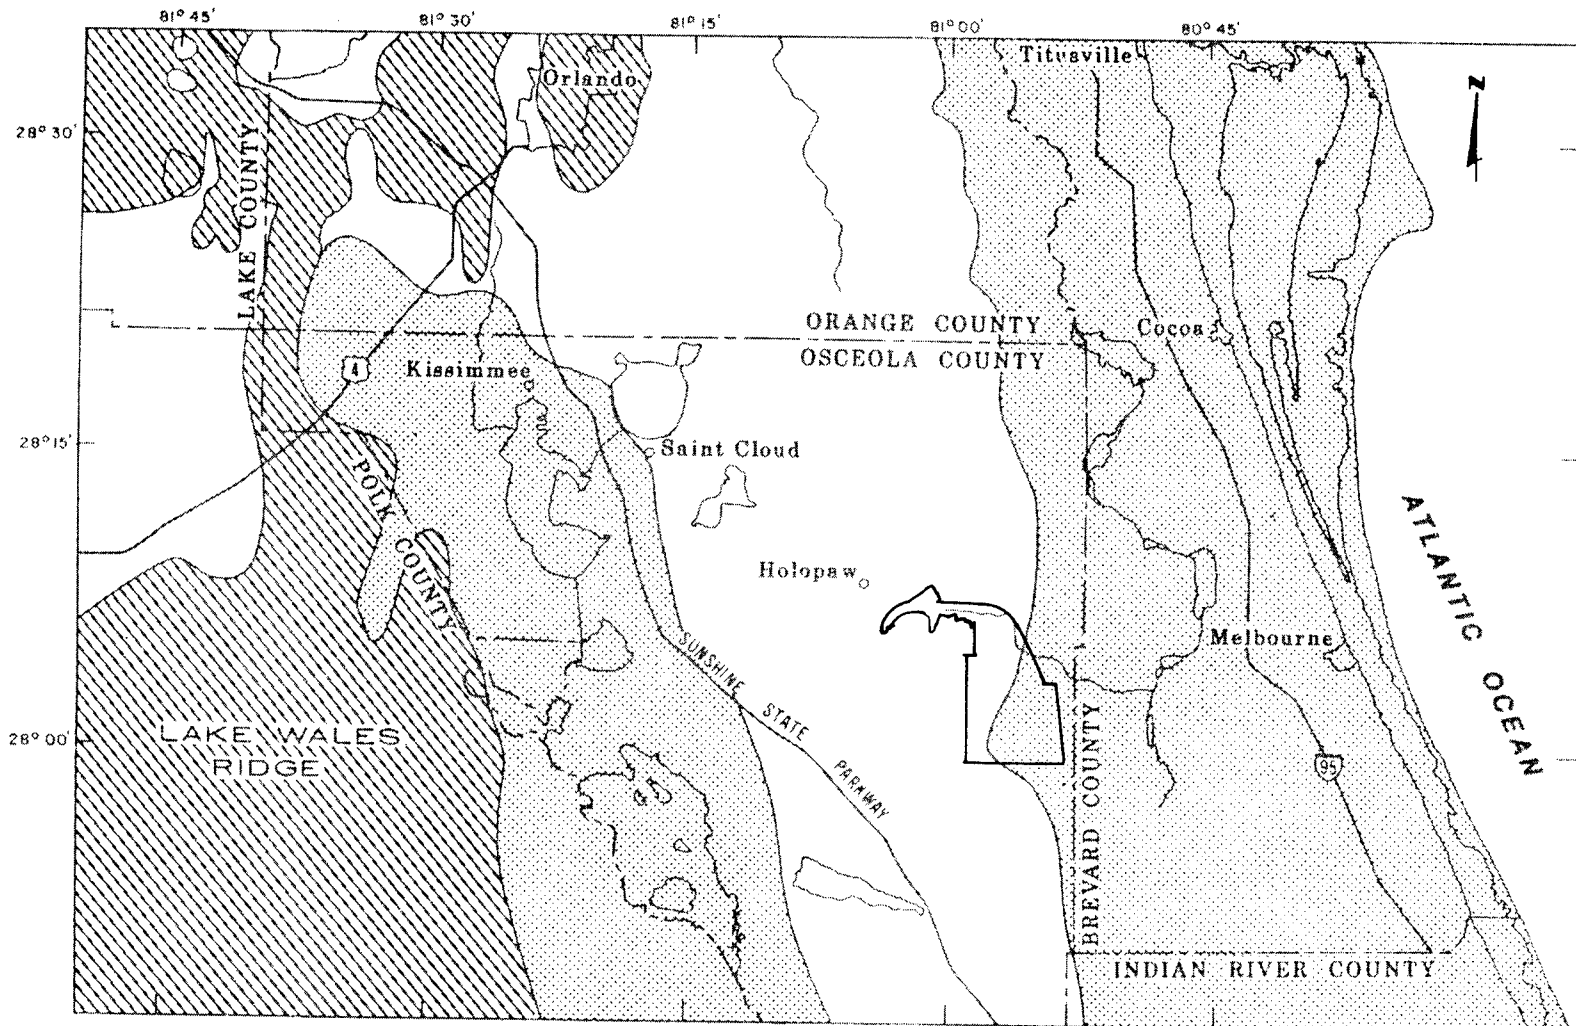 81° 45'
81° 30'
81° 15'
81° 00'
80° 45'
Titusville
Orlando
N
28° 30'
LAKE COUNTY
ORANGE COUNTY
Cocoa
OSCEOLA COUNTY
4
Kissimmee
28° 15'
Saint Cloud
POLK COUNTY
ATLANTIC OCEAN
Holopaw
Melbourne
SUNSHINE STATE PARKWAY
28° 00'
LAKE WALES
RIDGE
95
BREVARD COUNTY
INDIAN RIVER COUNTY